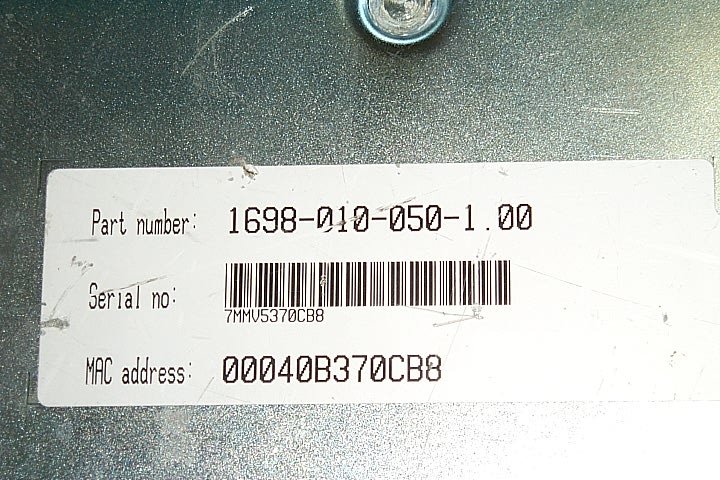 Part number: 1698-010-050-1.00
Serial no:
7MMV5370CB8
MAC address: 00040B370CB8